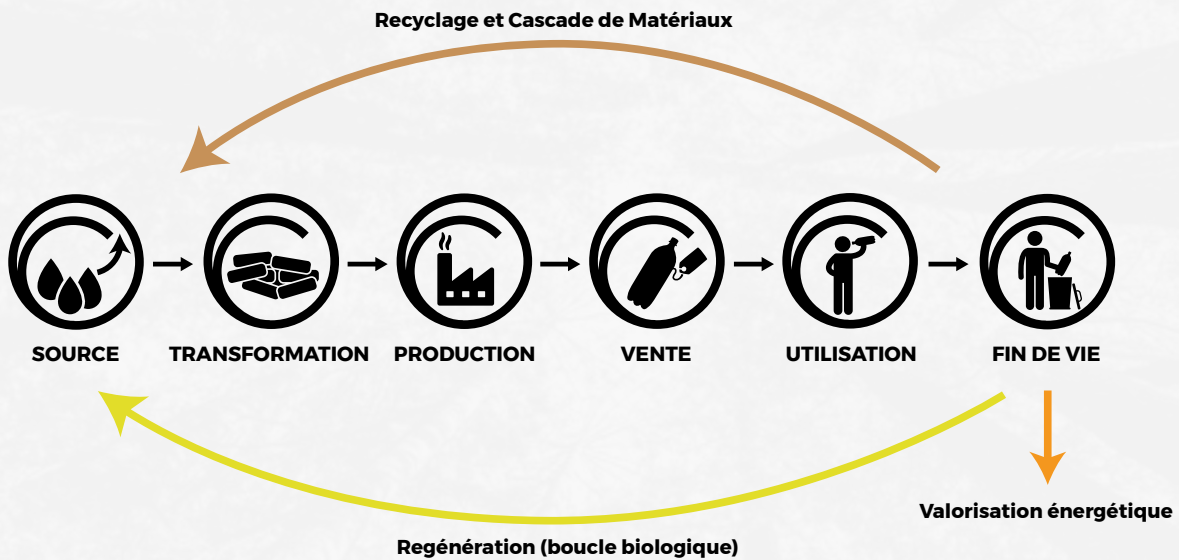 Recyclage et Cascade de Matériaux
SOURCE
TRANSFORMATION
PRODUCTION
VENTE
UTILISATION
FIN DE VIE
Valorisation énergétique
Regénération (boucle biologique)